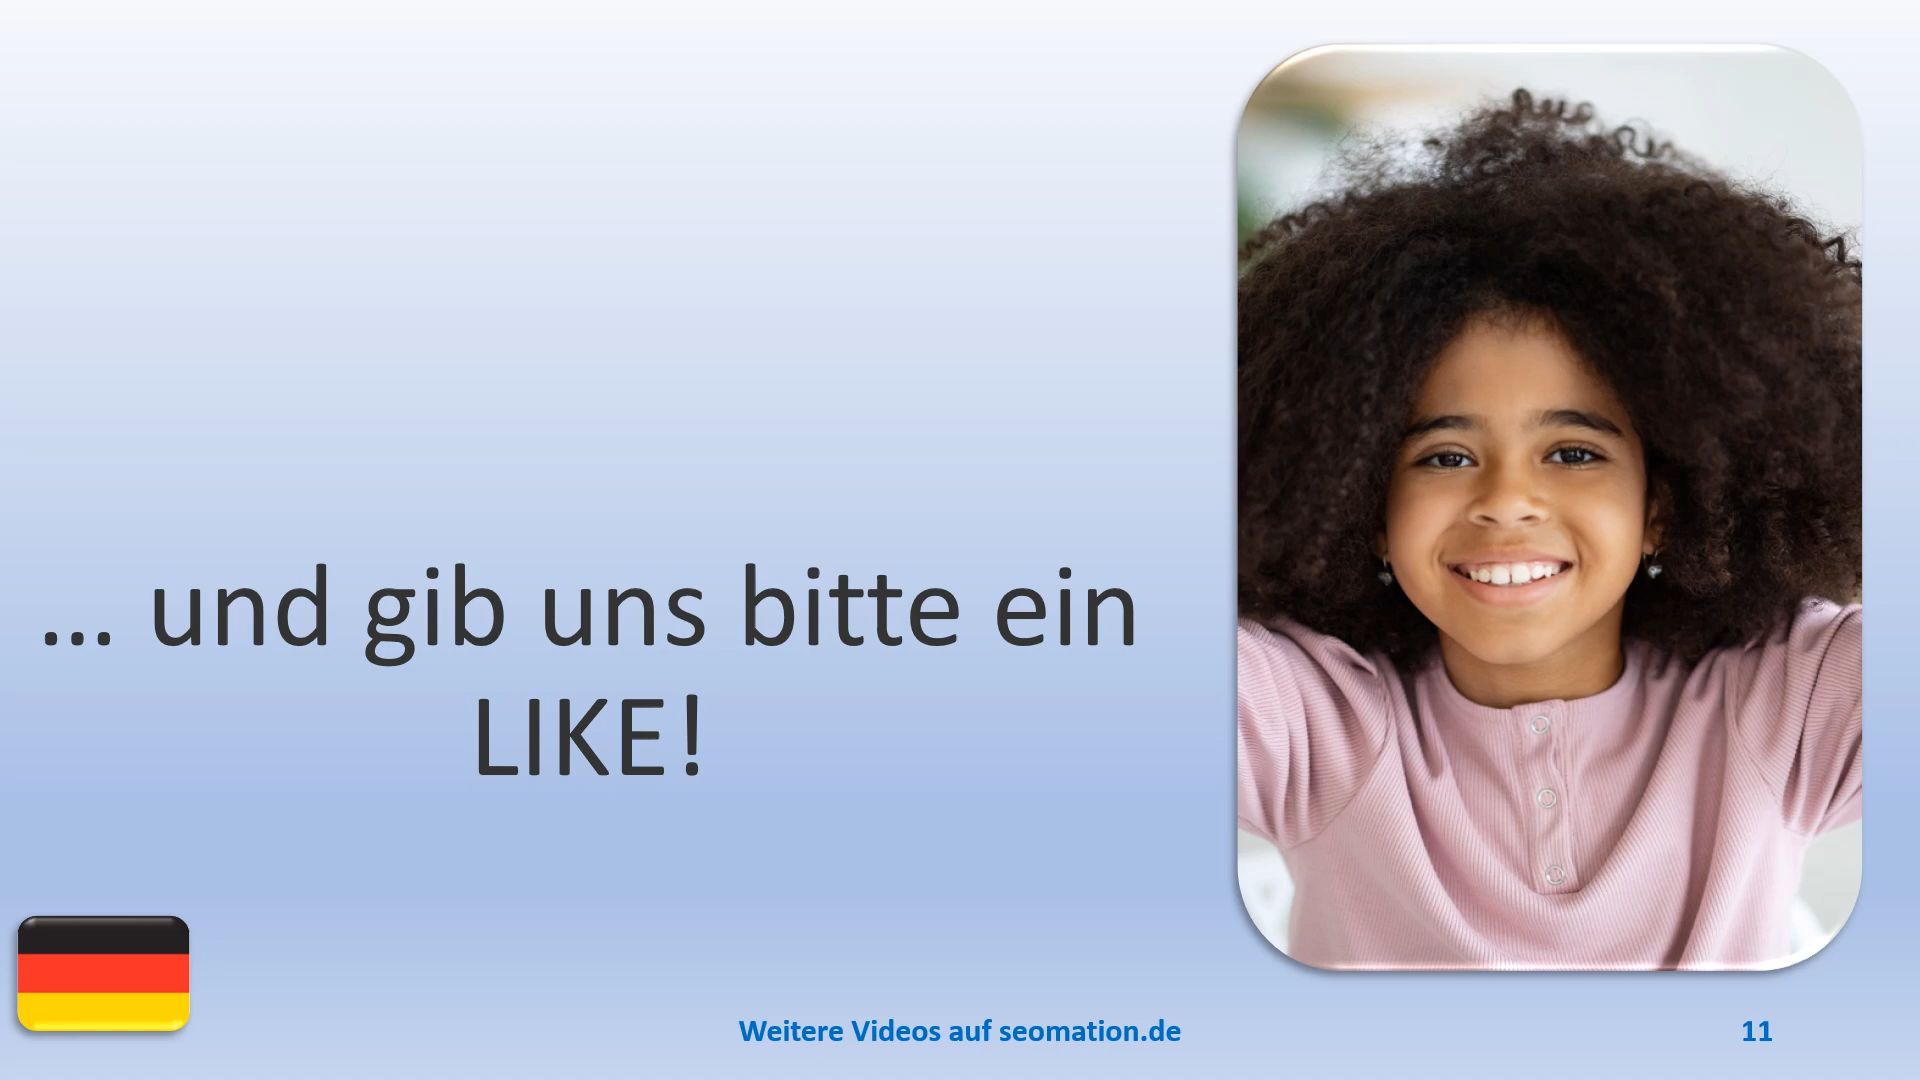 ... und gib uns bitte ein
LIKE!
Weitere Videos auf seomation.de
11